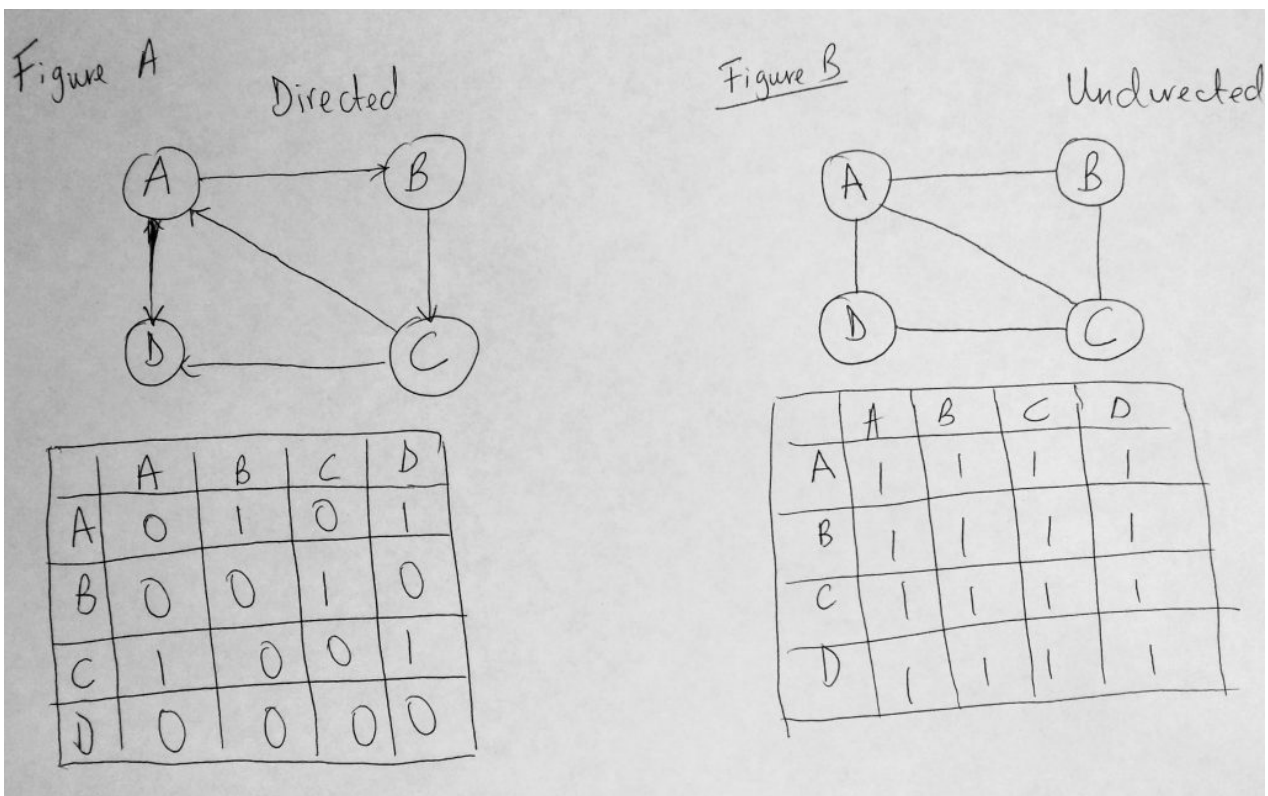 Figure A
Directed
A B
D C
A B C D
A 0 1 0 1
B 0 0 1 0
C 1 0 0 1
D 0 0 0 0
Figure B
Undirected
A B
D C
A B C D
A 1 1 1 1
B 1 1 1 1
C 1 1 1 1
D 1 1 1 1